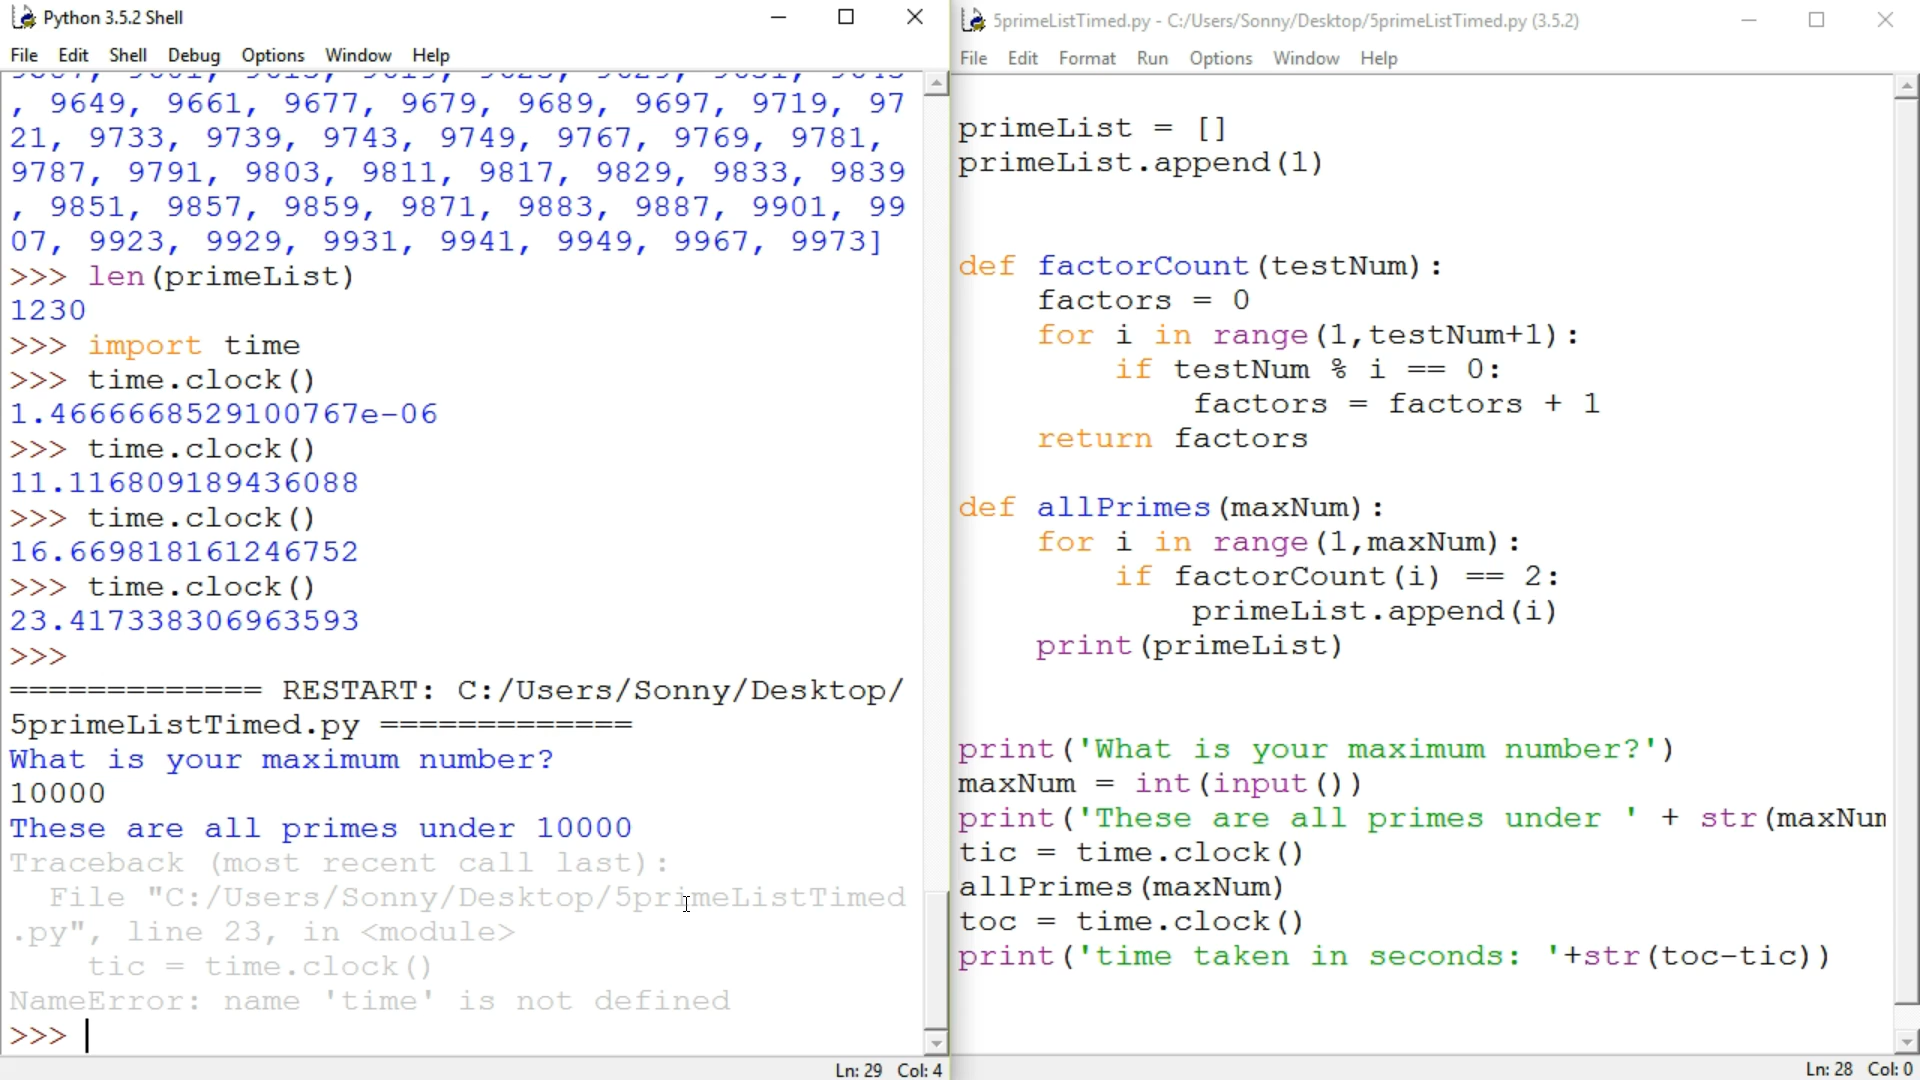 Python 3.5.2 Shell
File Edit Shell Debug Options Window Help
, 9649, 9661, 9677, 9679, 9689, 9697, 9719, 97
21, 9733, 9739, 9743, 9749, 9767, 9769, 9781,
9787, 9791, 9803, 9811, 9817, 9829, 9833, 9839
, 9851, 9857, 9859, 9871, 9883, 9887, 9901, 99
07, 9923, 9929, 9931, 9941, 9949, 9967, 9973]
>>> len(primeList)
1230
>>> import time
>>> time.clock()
1.4666668529100767e-06
>>> time.clock()
11.116809189436088
>>> time.clock()
16.669818161246752
>>> time.clock()
23.417338306963593
>>>
============= RESTART: C:/Users/Sonny/Desktop/
5primeListTimed.py =============
What is your maximum number?
10000
These are all primes under 10000
Traceback (most recent call last):
  File "C:/Users/Sonny/Desktop/5primeListTimed
.py", line 23, in <module>
    tic = time.clock()
NameError: name 'time' is not defined
>>>
Ln: 29 Col: 4
5primeListTimed.py - C:/Users/Sonny/Desktop/5primeListTimed.py (3.5.2)
File Edit Format Run Options Window Help
primeList = []
primeList.append(1)
def factorCount(testNum):
    factors = 0
    for i in range(1,testNum+1):
        if testNum % i == 0:
            factors = factors + 1
    return factors
def allPrimes(maxNum):
    for i in range(1,maxNum):
        if factorCount(i) == 2:
            primeList.append(i)
    print(primeList)
print('What is your maximum number?')
maxNum = int(input())
print('These are all primes under ' + str(maxNum
tic = time.clock()
allPrimes(maxNum)
toc = time.clock()
print('time taken in seconds: '+str(toc-tic))
Ln: 28 Col: 0